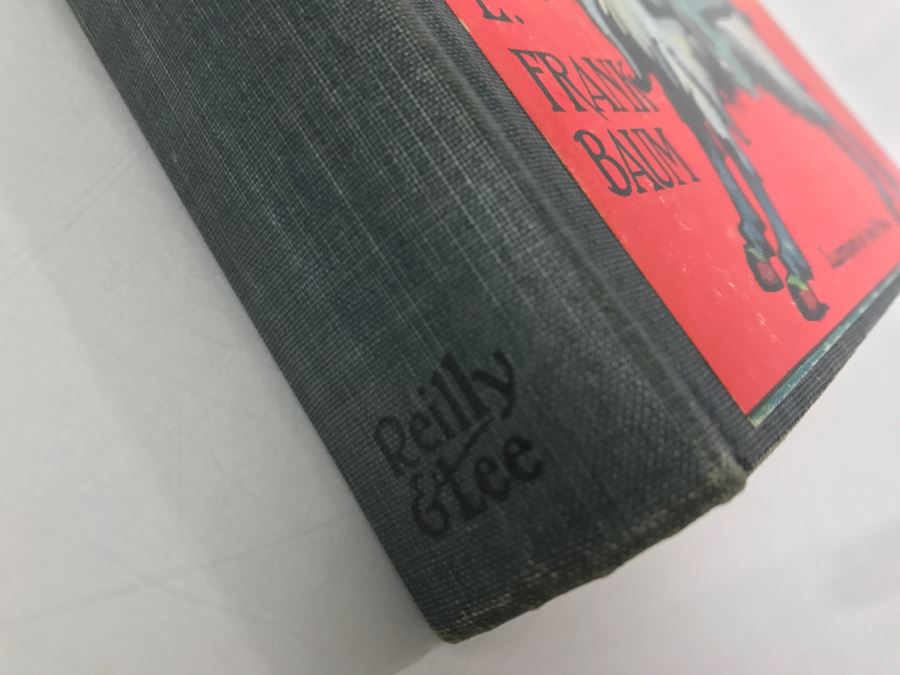 L.
FRANK
BAUM
Reilly
& Lee